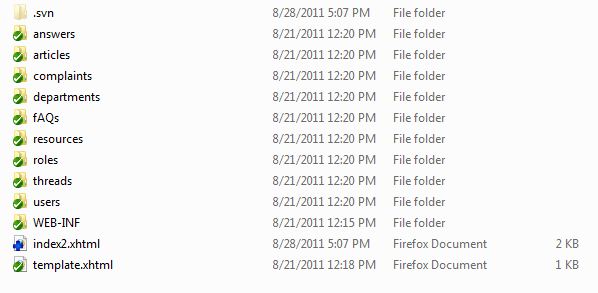 .svn 8/28/2011 5:07 PM File folder
answers 8/21/2011 12:20 PM File folder
articles 8/21/2011 12:20 PM File folder
complaints 8/21/2011 12:20 PM File folder
departments 8/21/2011 12:20 PM File folder
fAQs 8/21/2011 12:20 PM File folder
resources 8/21/2011 12:20 PM File folder
roles 8/21/2011 12:20 PM File folder
threads 8/21/2011 12:20 PM File folder
users 8/21/2011 12:20 PM File folder
WEB-INF 8/21/2011 12:15 PM File folder
index2.xhtml 8/28/2011 5:07 PM Firefox Document 2 KB
template.xhtml 8/21/2011 12:18 PM Firefox Document 1 KB